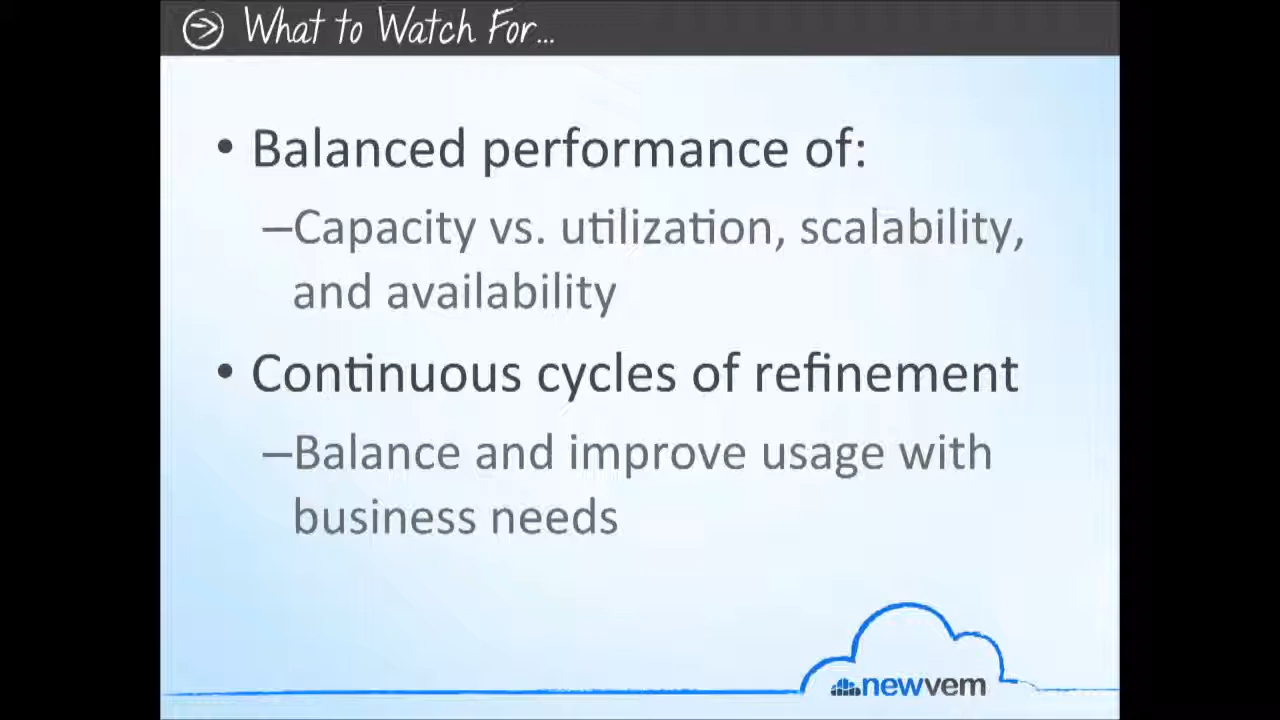 What to Watch For...
• Balanced performance of:
–Capacity vs. utilization, scalability,
and availability
• Continuous cycles of refinement
–Balance and improve usage with
business needs
newvem